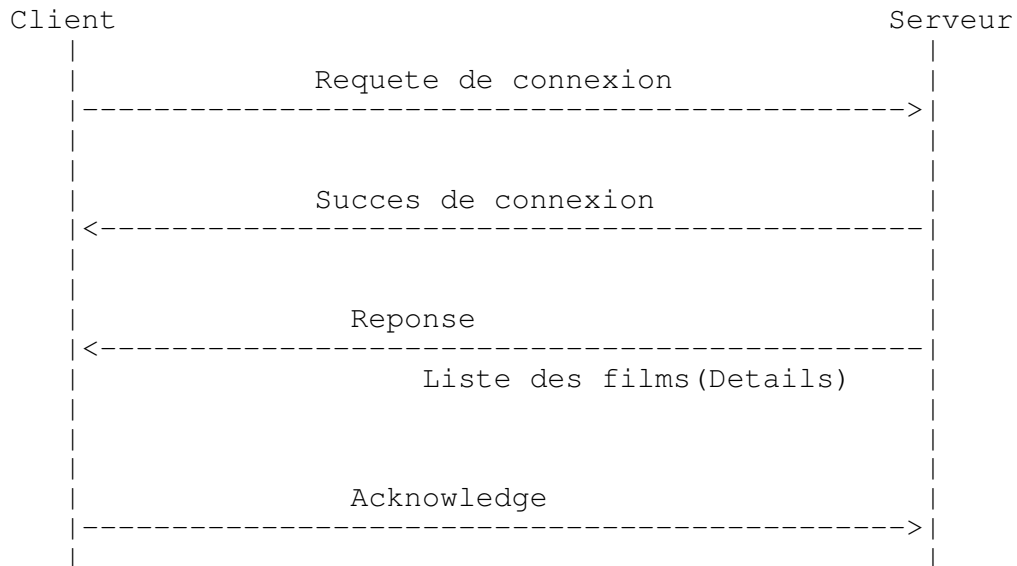 Client Serveur
Requete de connexion
Succes de connexion
Reponse
Liste des films(Details)
Acknowledge